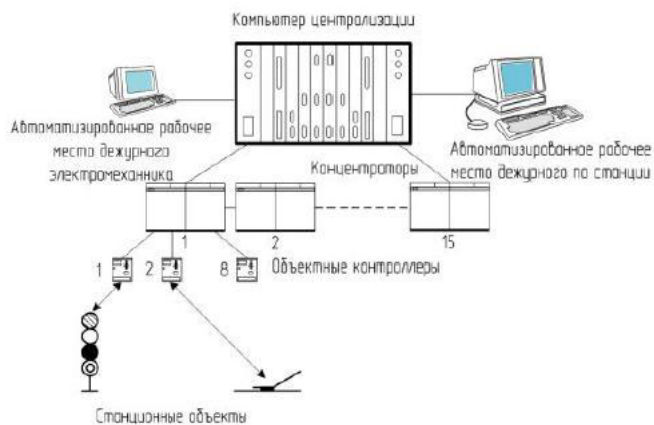 Компьютер централизации
Автоматизированное рабочее
место дежурного
электромеханника
Концентраторы
Автоматизированное рабочее
место дежурного по станции
1
2
15
1
2
8
Объектные контроллеры
Станционные объекты